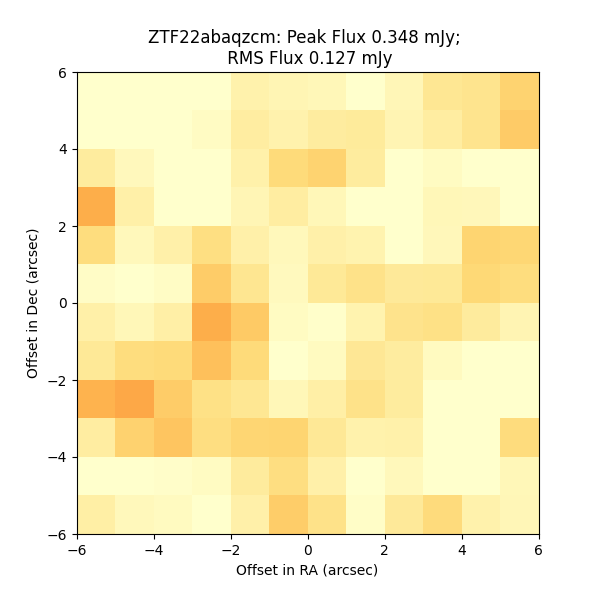 ZTF22abaqzcm: Peak Flux 0.348 mJy;
RMS Flux 0.127 mJy
6
4
2
0
−2
−4
−6
Offset in Dec (arcsec)
−6 −4 −2 0 2 4 6
Offset in RA (arcsec)